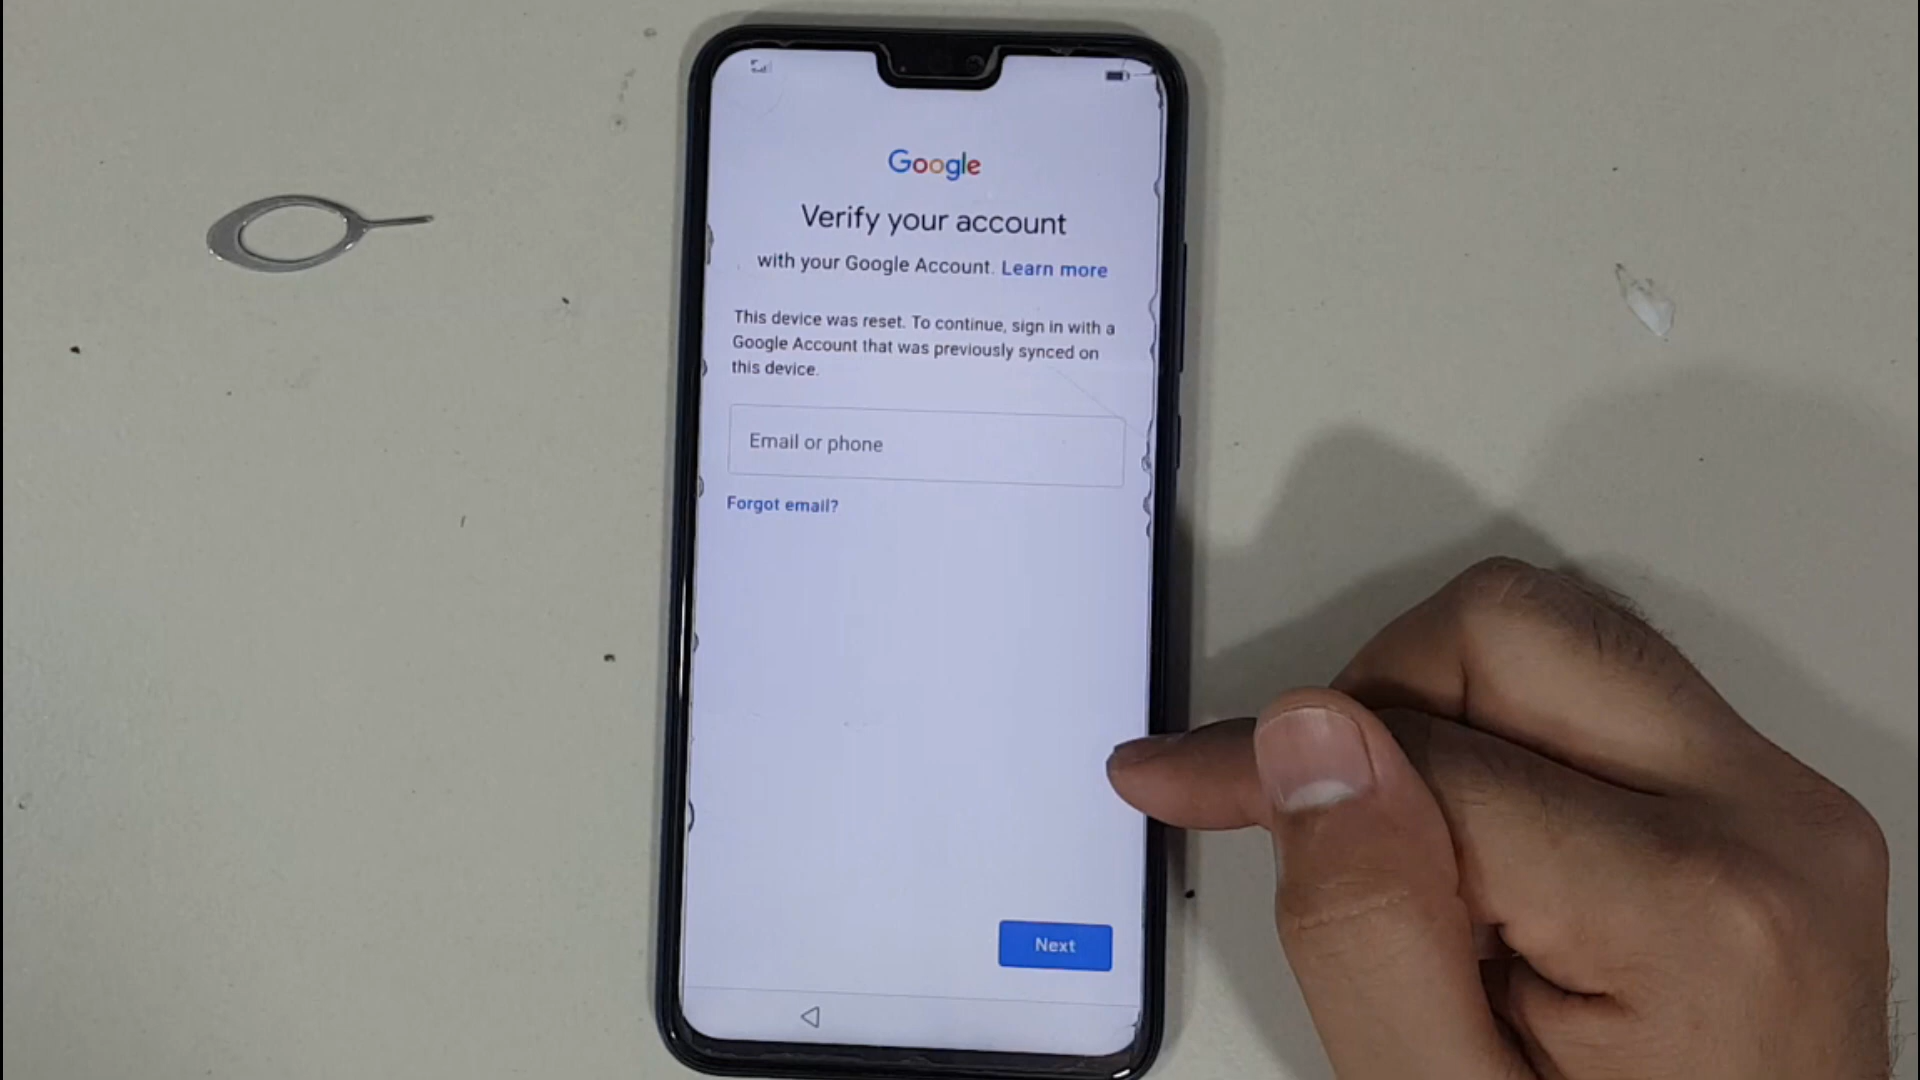 Google
Verify your account
with your Google Account. Learn more
This device was reset. To continue, sign in with a
Google Account that was previously synced on
this device.
Email or phone
Forgot email?
Next